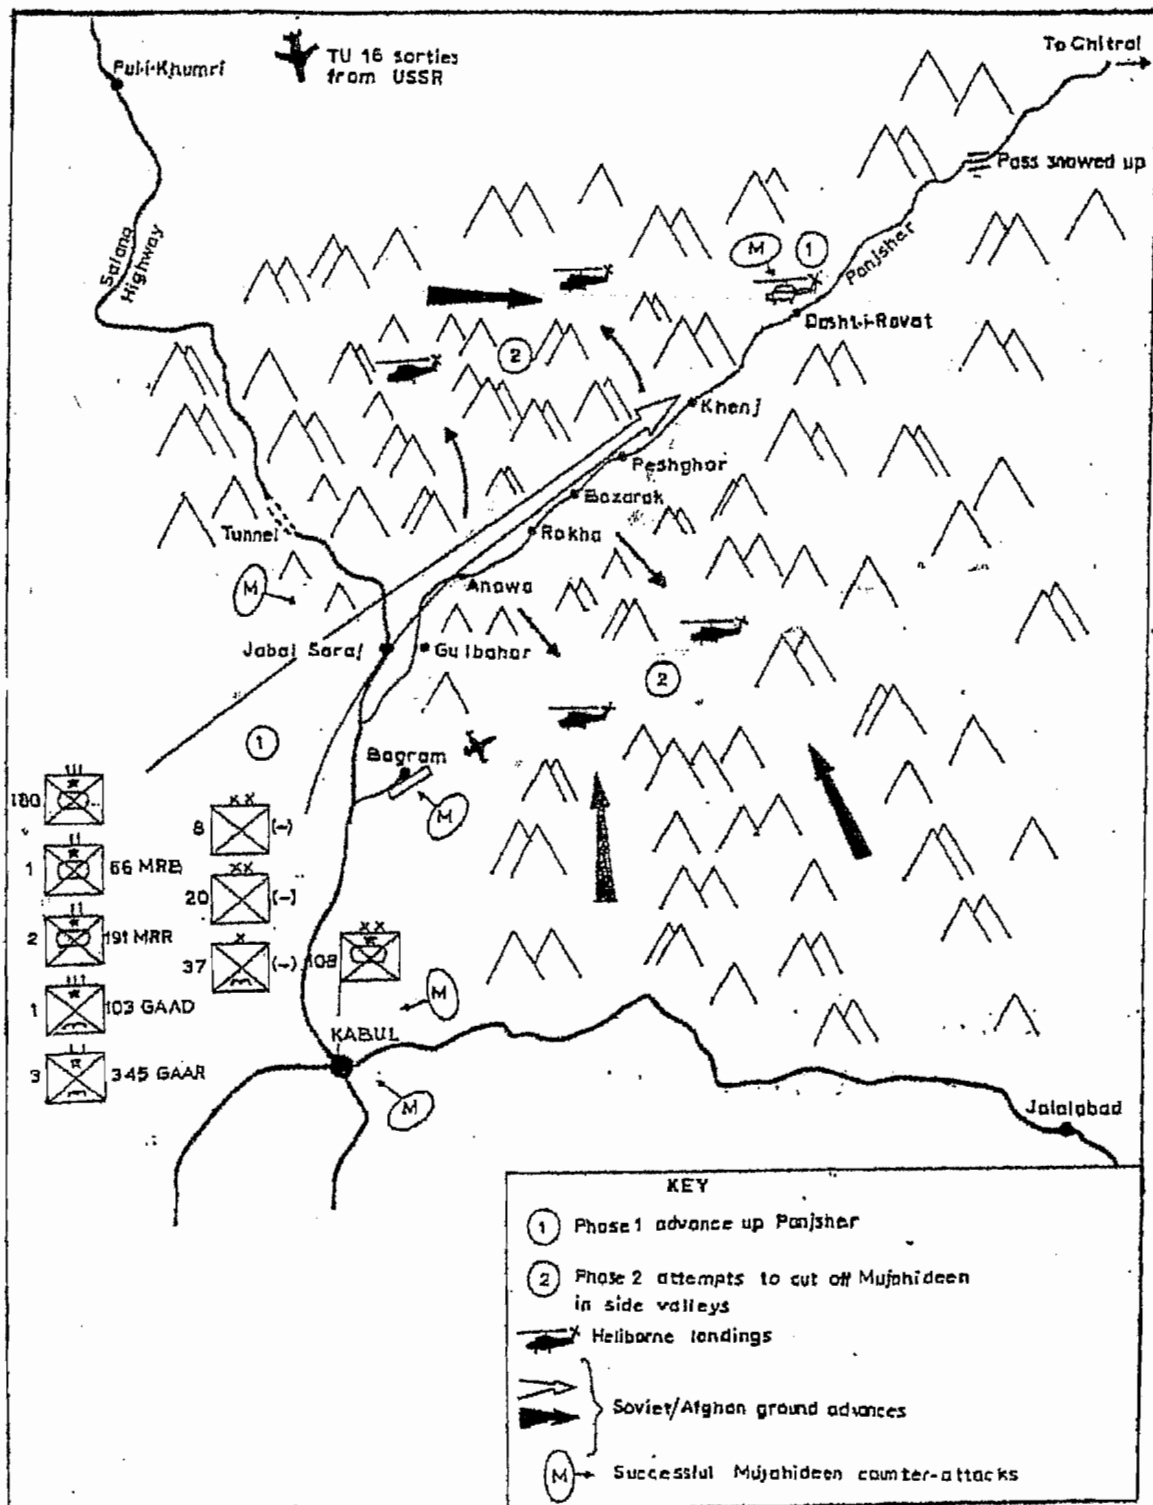 TU 16 sorties
from USSR
To Chitral
Pul-i-Khumri
Pass snowed up
Salang
Highway
M
1
Panjsher
Dasht-i-Ravat
2
Khenj
Peshghor
Bazarak
Tunnel
Rokha
M
Anawa
Jabal Saraj
Gulbahar
2
1
Bagram
M
180
8 (-)
1 66 MRB
20 (-)
2 191 MRR
37 (-)
108
1 103 GAAD
M
KABUL
3 345 GAAR
M
Jalalabad
KEY
1 Phase 1 advance up Panjsher
2 Phase 2 attempts to cut off Mujahideen
in side valleys
Heliborne landings
Soviet/Afghan ground advances
M Successful Mujahideen counter-attacks